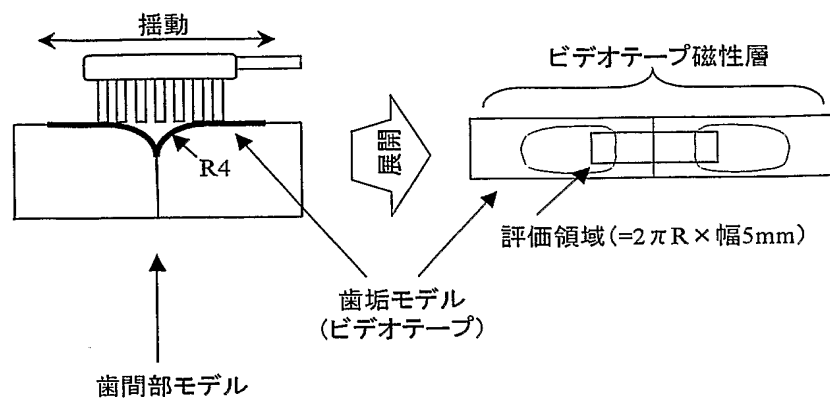 揺動
R4
展開
ビデオテープ磁性層
評価領域(=2πR×幅5mm)
歯垢モデル
(ビデオテープ)
歯間部モデル